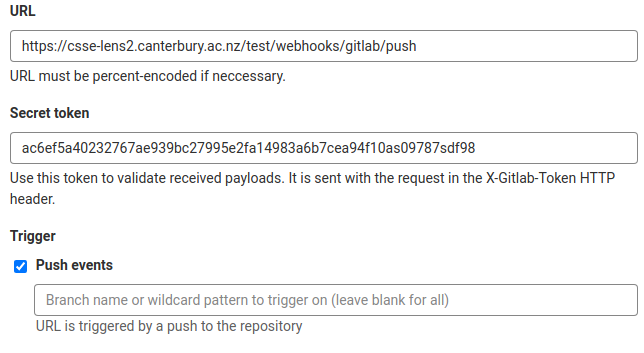 URL
https://csse-lens2.canterbury.ac.nz/test/webhooks/gitlab/push
URL must be percent-encoded if neccessary.
Secret token
ac6ef5a40232767ae939bc27995e2fa14983a6b7cea94f10as09787sdf98
Use this token to validate received payloads. It is sent with the request in the X-Gitlab-Token HTTP
header.
Trigger
Push events
Branch name or wildcard pattern to trigger on (leave blank for all)
URL is triggered by a push to the repository